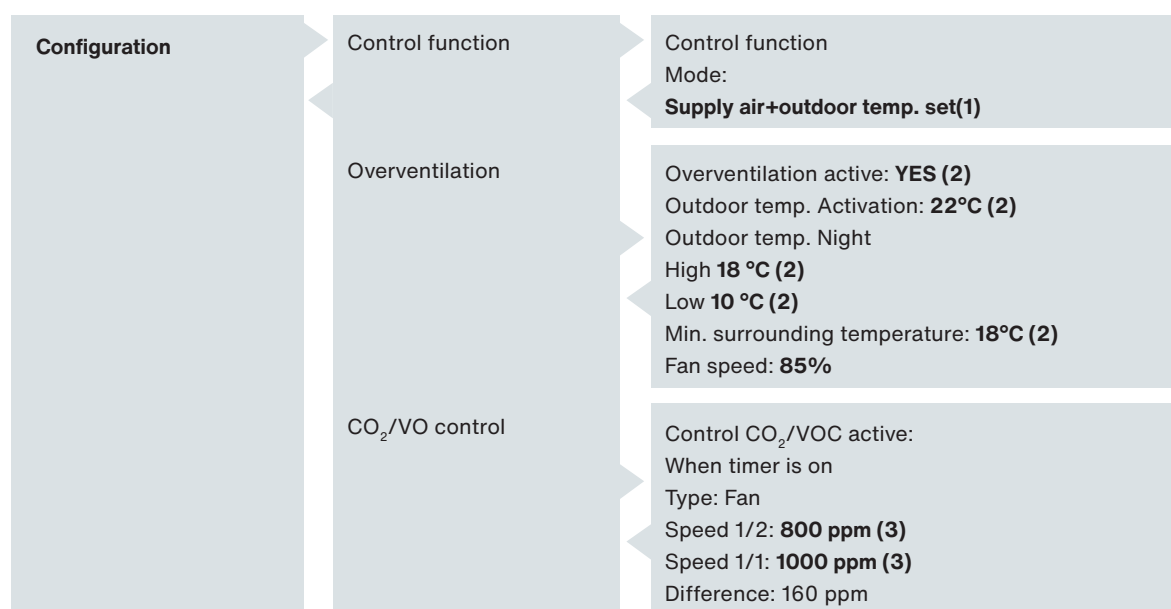 Configuration
Control function
Control function
Mode:
Supply air+outdoor temp. set(1)
Overventilation
Overventilation active: YES (2)
Outdoor temp. Activation: 22°C (2)
Outdoor temp. Night
High 18 °C (2)
Low 10 °C (2)
Min. surrounding temperature: 18°C (2)
Fan speed: 85%
CO₂/VO control
Control CO₂/VOC active:
When timer is on
Type: Fan
Speed 1/2: 800 ppm (3)
Speed 1/1: 1000 ppm (3)
Difference: 160 ppm